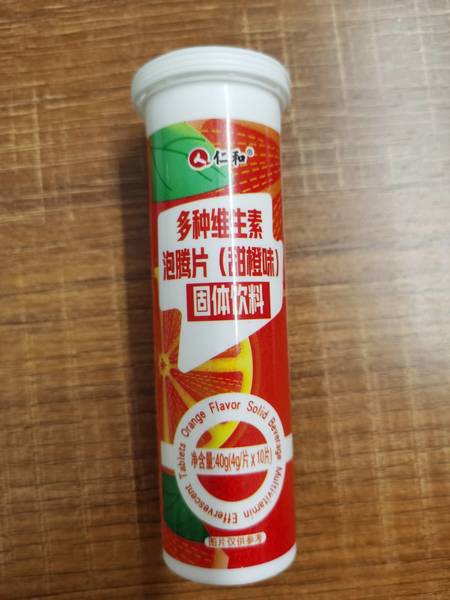 仁和®
多种维生素
泡腾片（甜橙味）
固体饮料
Multivitamin Effervescent Tablets Orange Flavor Solid Beverage
净含量:40g(4g/片x10片)
图片仅供参考